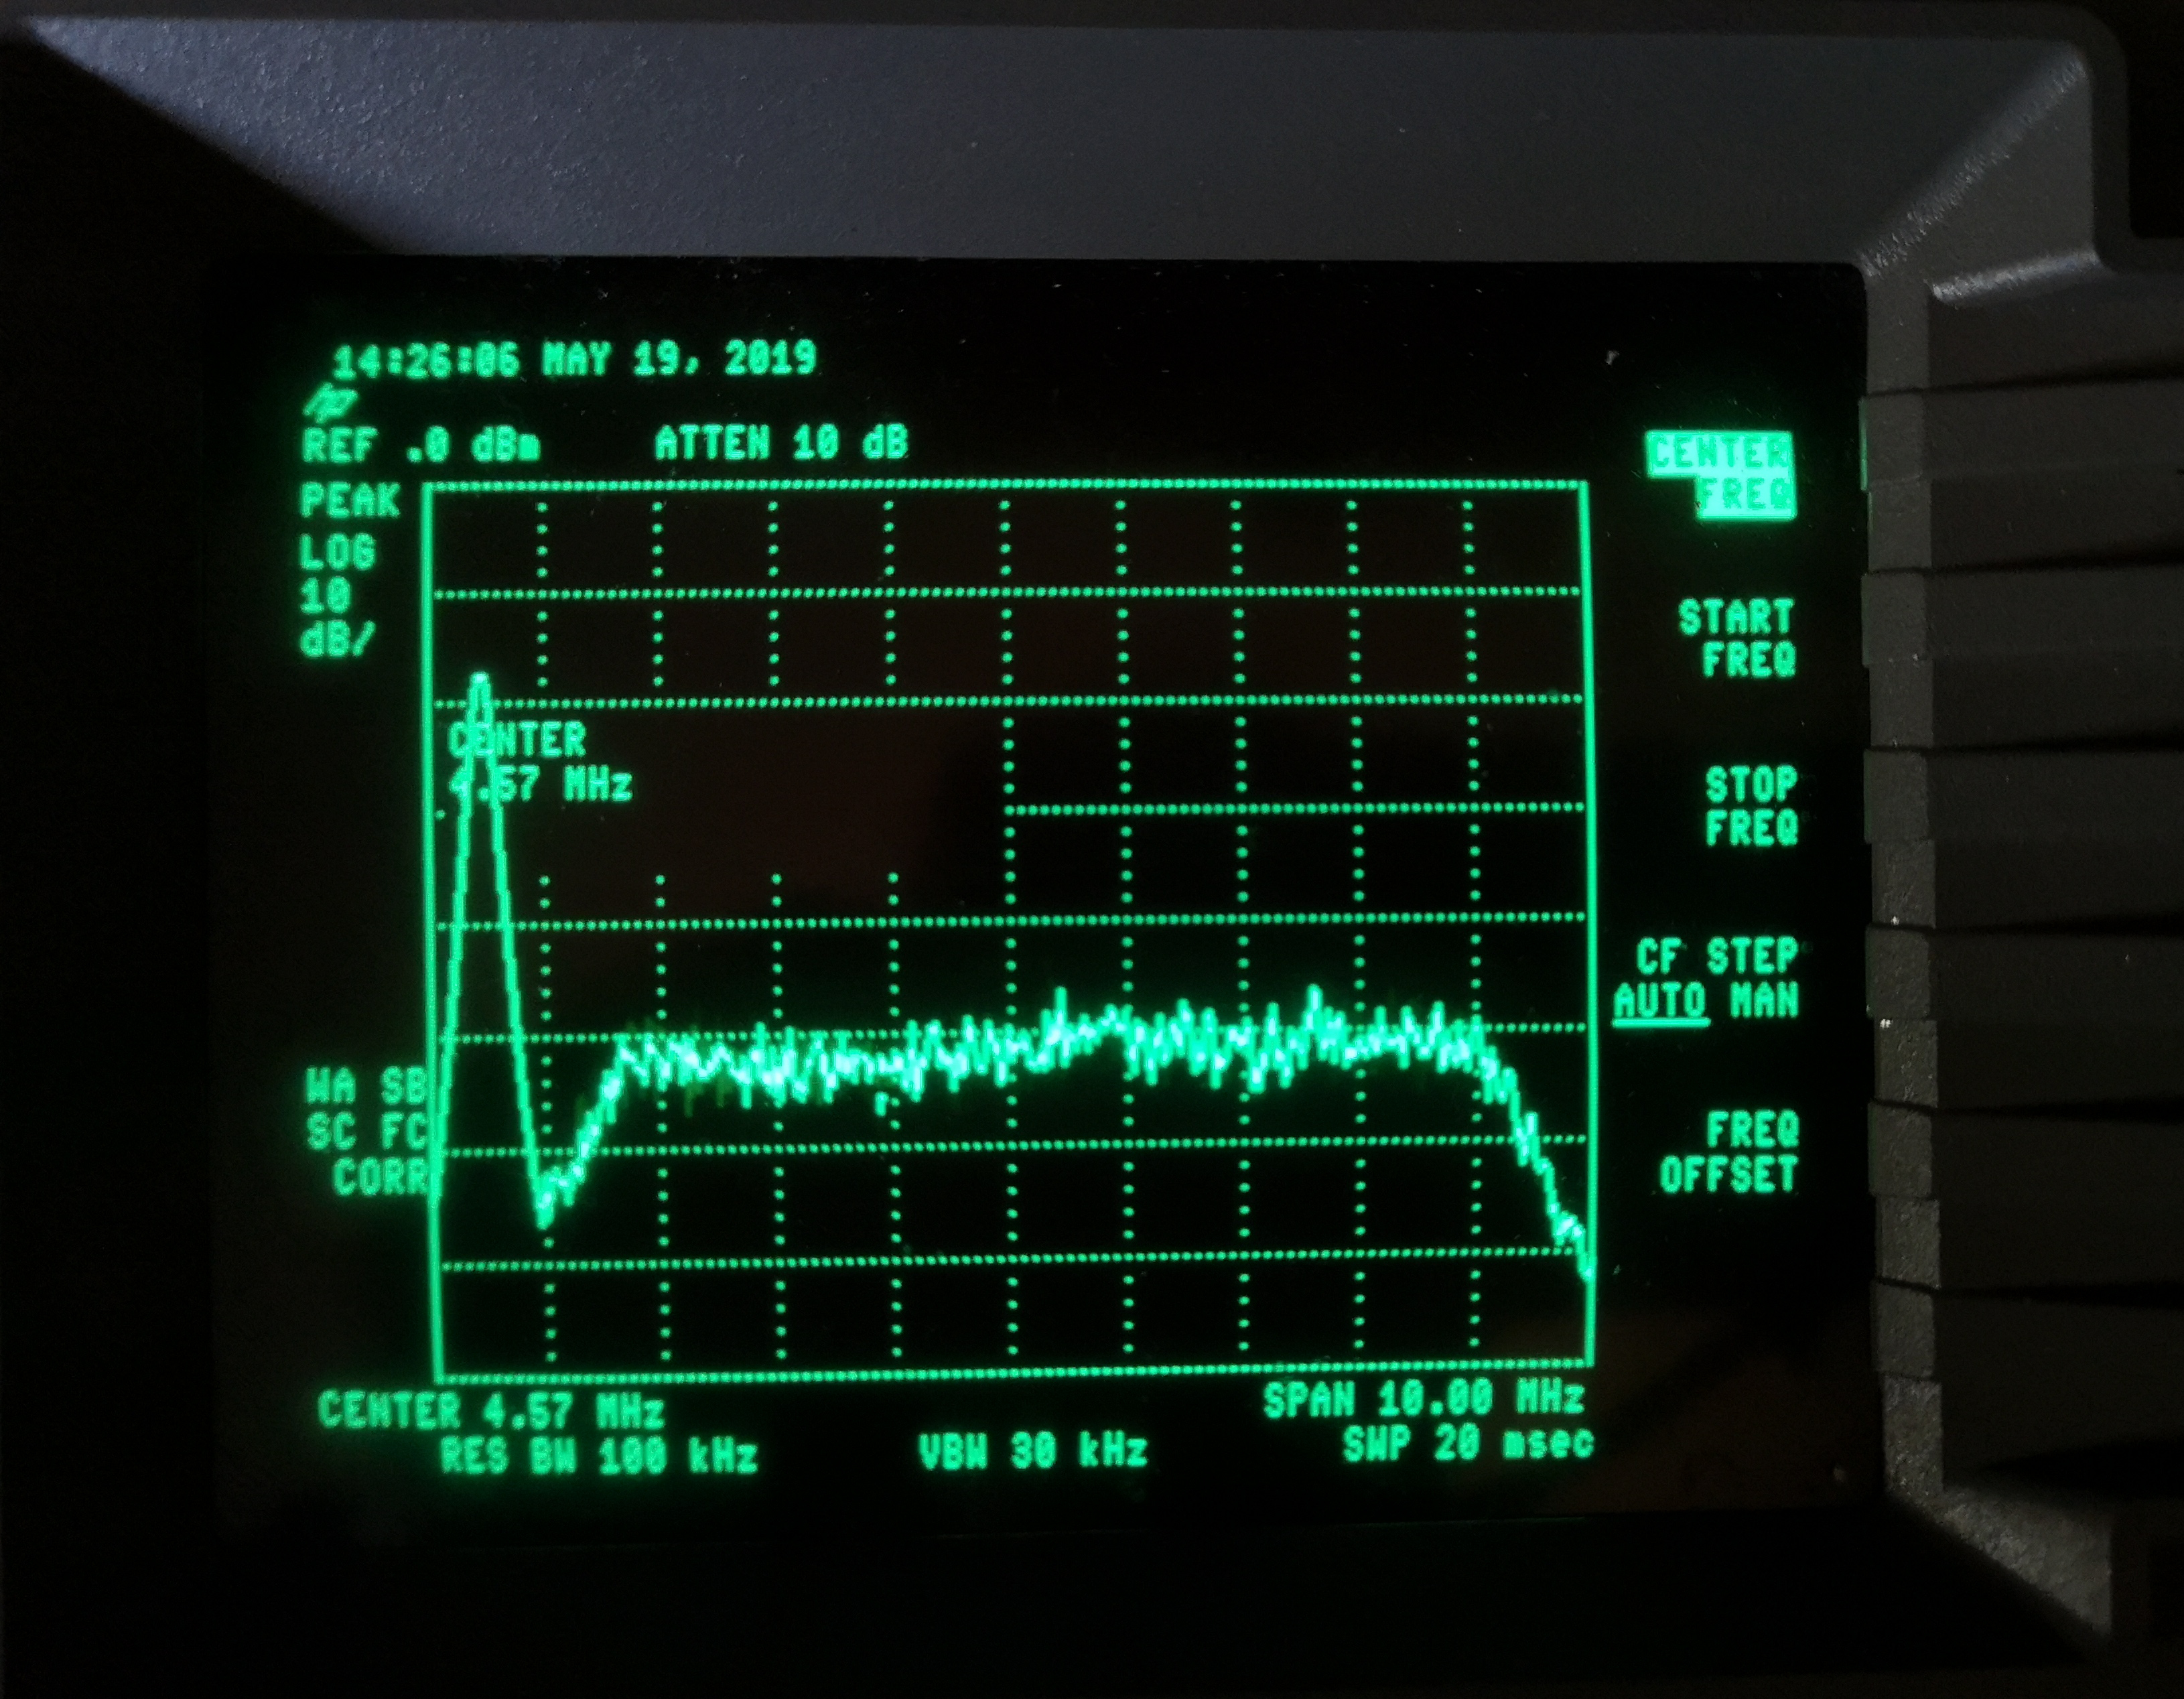 14:26:06 MAY 19, 2019
hp
REF .0 dBm ATTEN 10 dB
PEAK
LOG
10
dB/
CENTER
4.57 MHz
WA SB
SC FC
CORR
CENTER 4.57 MHz SPAN 10.00 MHz
RES BW 100 kHz VBW 30 kHz SWP 20 msec
CENTER
FREQ
START
FREQ
STOP
FREQ
CF STEP
AUTO MAN
FREQ
OFFSET